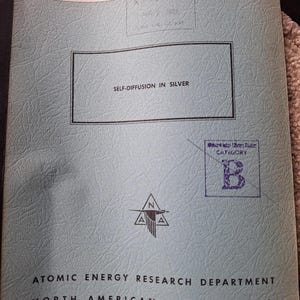 SELF-DIFFUSION IN SILVER
CATEGORY
B
N
A A
ATOMIC ENERGY RESEARCH DEPARTMENT
NORTH AMERICAN